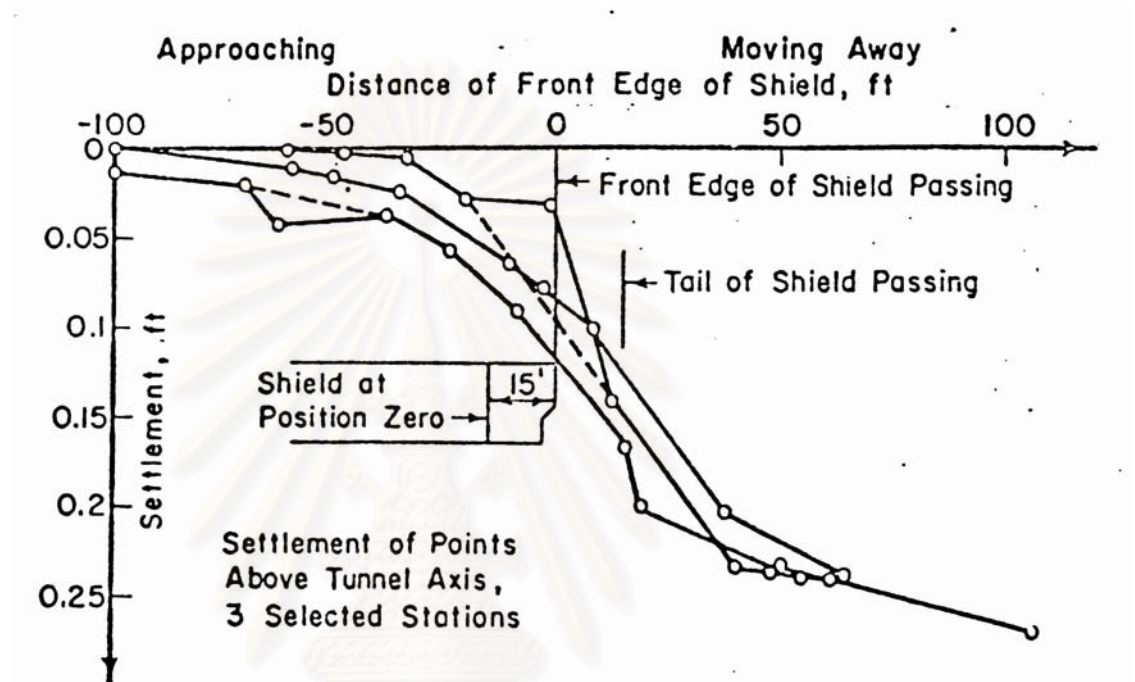 Approaching
Moving Away
Distance of Front Edge of Shield, ft
-100
-50
0
50
100
0
Front Edge of Shield Passing
0.05
Tail of Shield Passing
0.1
Shield at
15'
Position Zero
0.15
Settlement, ft
0.2
Settlement of Points
Above Tunnel Axis,
0.25
3 Selected Stations